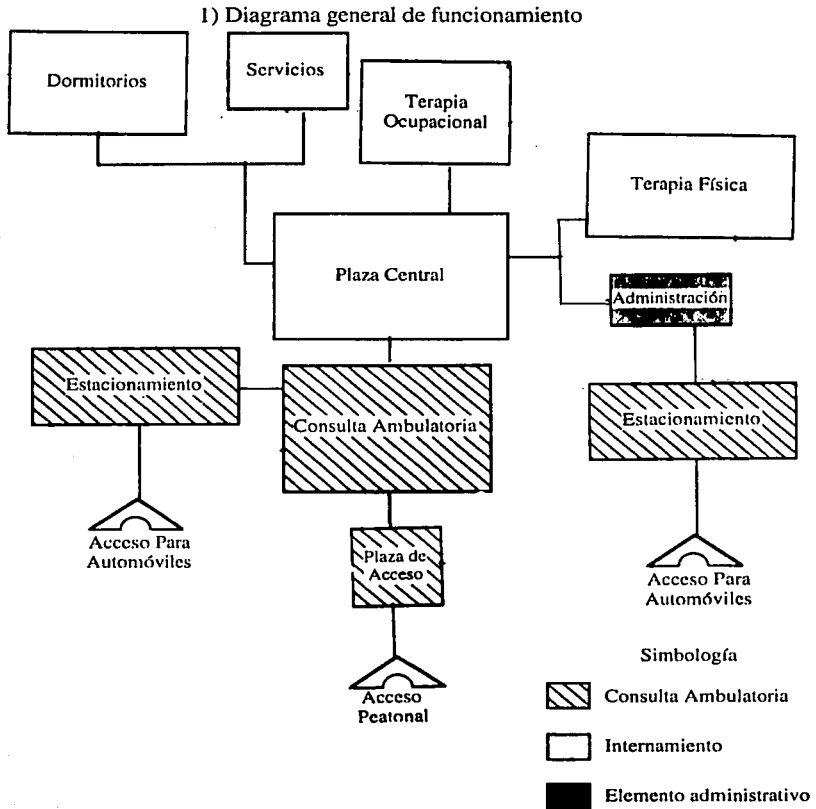 1) Diagrama general de funcionamiento
Dormitorios
Servicios
Terapia
Ocupacional
Terapia Física
Plaza Central
Administración
Estacionamiento
Consulta Ambulatoria
Estacionamiento
Acceso Para
Automóviles
Plaza de
Acceso
Acceso Para
Automóviles
Acceso
Peatonal
Simbología
Consulta Ambulatoria
Internamiento
Elemento administrativo